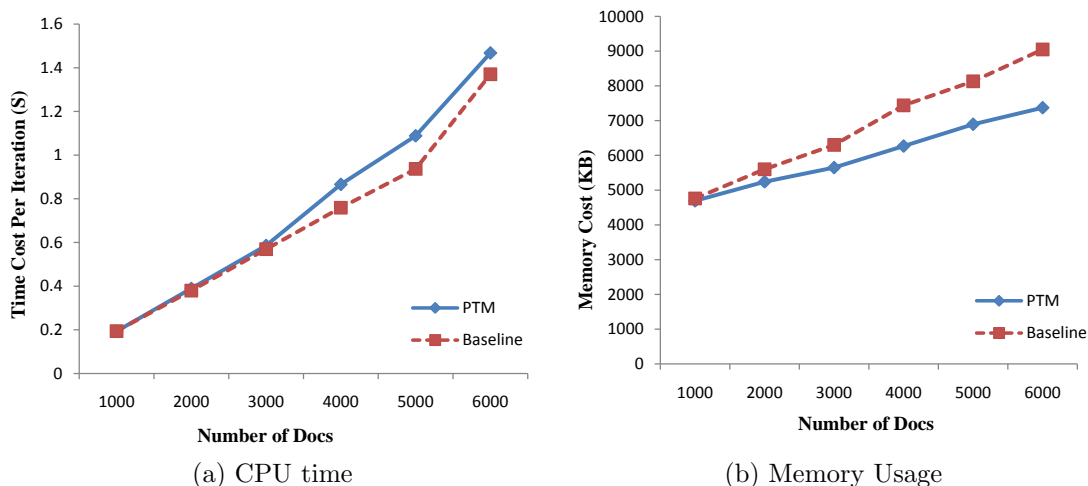 1.6
1.4
1.2
1
0.8
0.6
0.4
0.2
0
Time Cost Per Iteration (S)
PTM
Baseline
1000 2000 3000 4000 5000 6000
Number of Docs
(a) CPU time
10000
9000
8000
7000
6000
5000
4000
3000
2000
1000
0
Memory Cost (KB)
PTM
Baseline
1000 2000 3000 4000 5000 6000
Number of Docs
(b) Memory Usage